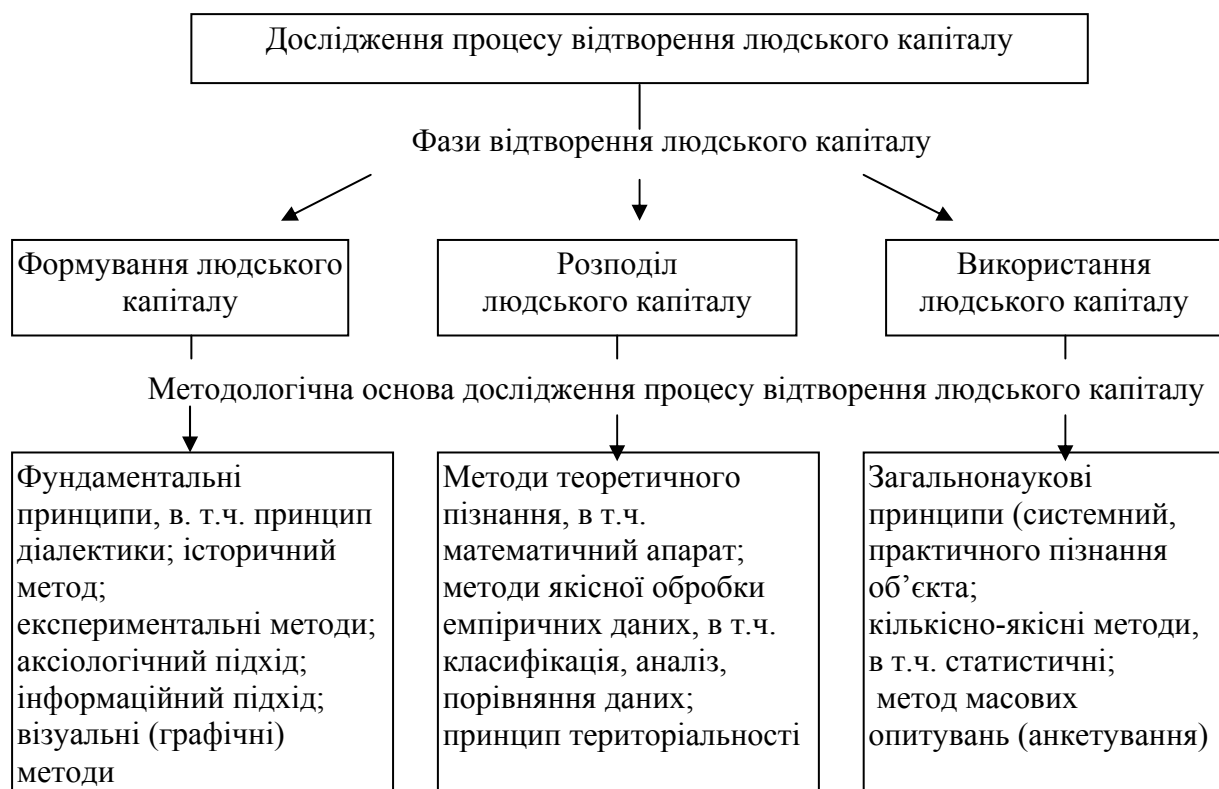 Дослідження процесу відтворення людського капіталу
Фази відтворення людського капіталу
Формування людського
капіталу
Розподіл
людського капіталу
Використання
людського капіталу
Методологічна основа дослідження процесу відтворення людського капіталу
Фундаментальні
принципи, в. т.ч. принцип
діалектики; історичний
метод;
експериментальні методи;
аксіологічний підхід;
інформаційний підхід;
візуальні (графічні)
методи
Методи теоретичного
пізнання, в т.ч.
математичний апарат;
методи якісної обробки
емпіричних даних, в т.ч.
класифікація, аналіз,
порівняння даних;
принцип територіальності
Загальнонаукові
принципи (системний,
практичного пізнання
об’єкта;
кількісно-якісні методи,
в т.ч. статистичні;
метод масових
опитувань (анкетування)